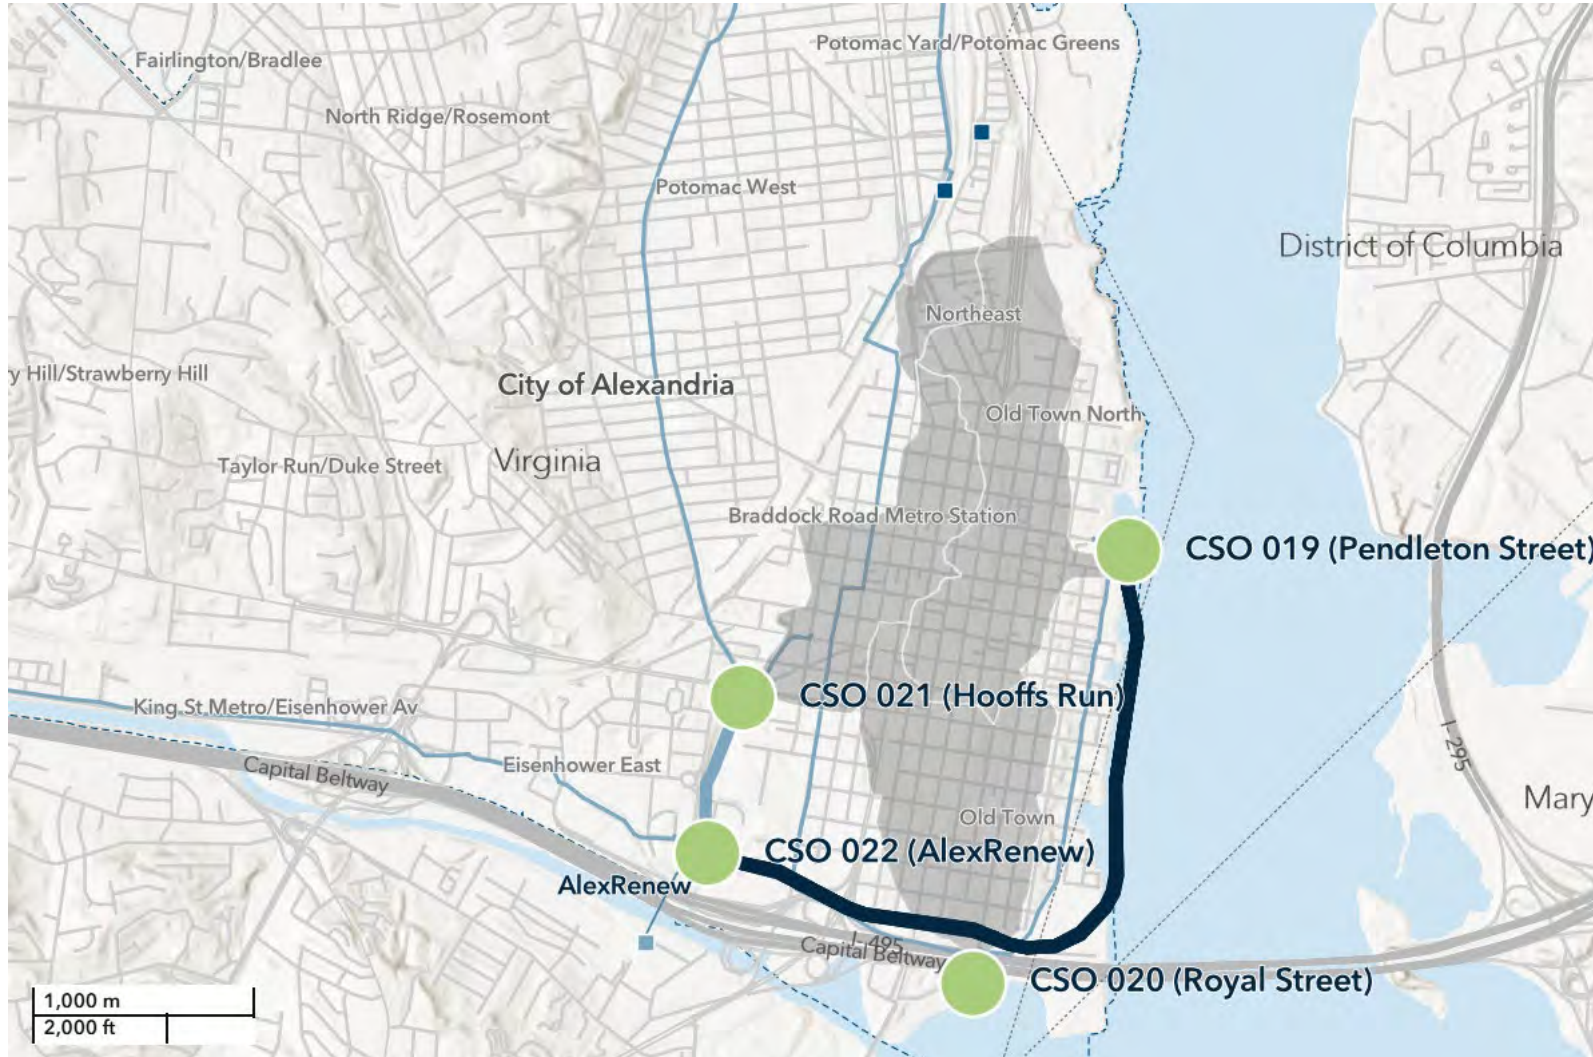 Potomac Yard/Potomac Greens
Fairlington/Bradlee
North Ridge/Rosemont
Potomac West
District of Columbia
Northeast
y Hill/Strawberry Hill
City of Alexandria
Old Town North
Virginia
Taylor Run/Duke Street
Braddock Road Metro Station
CSO 019 (Pendleton Street)
CSO 021 (Hooffs Run)
King St Metro/Eisenhower Av
I-295
Eisenhower East
Capital Beltway
Mary
Old Town
CSO 022 (AlexRenew)
AlexRenew
I-495
Capital Beltway
CSO 020 (Royal Street)
1,000 m
2,000 ft